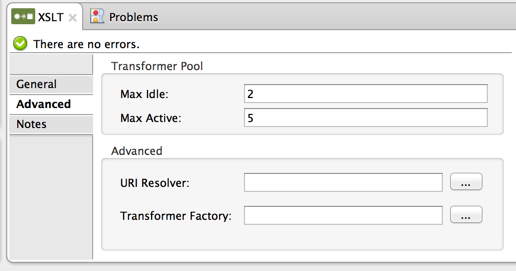 XSLT Problems
There are no errors.
General
Advanced
Notes
Transformer Pool
Max Idle: 2
Max Active: 5
Advanced
URI Resolver: ...
Transformer Factory: ...